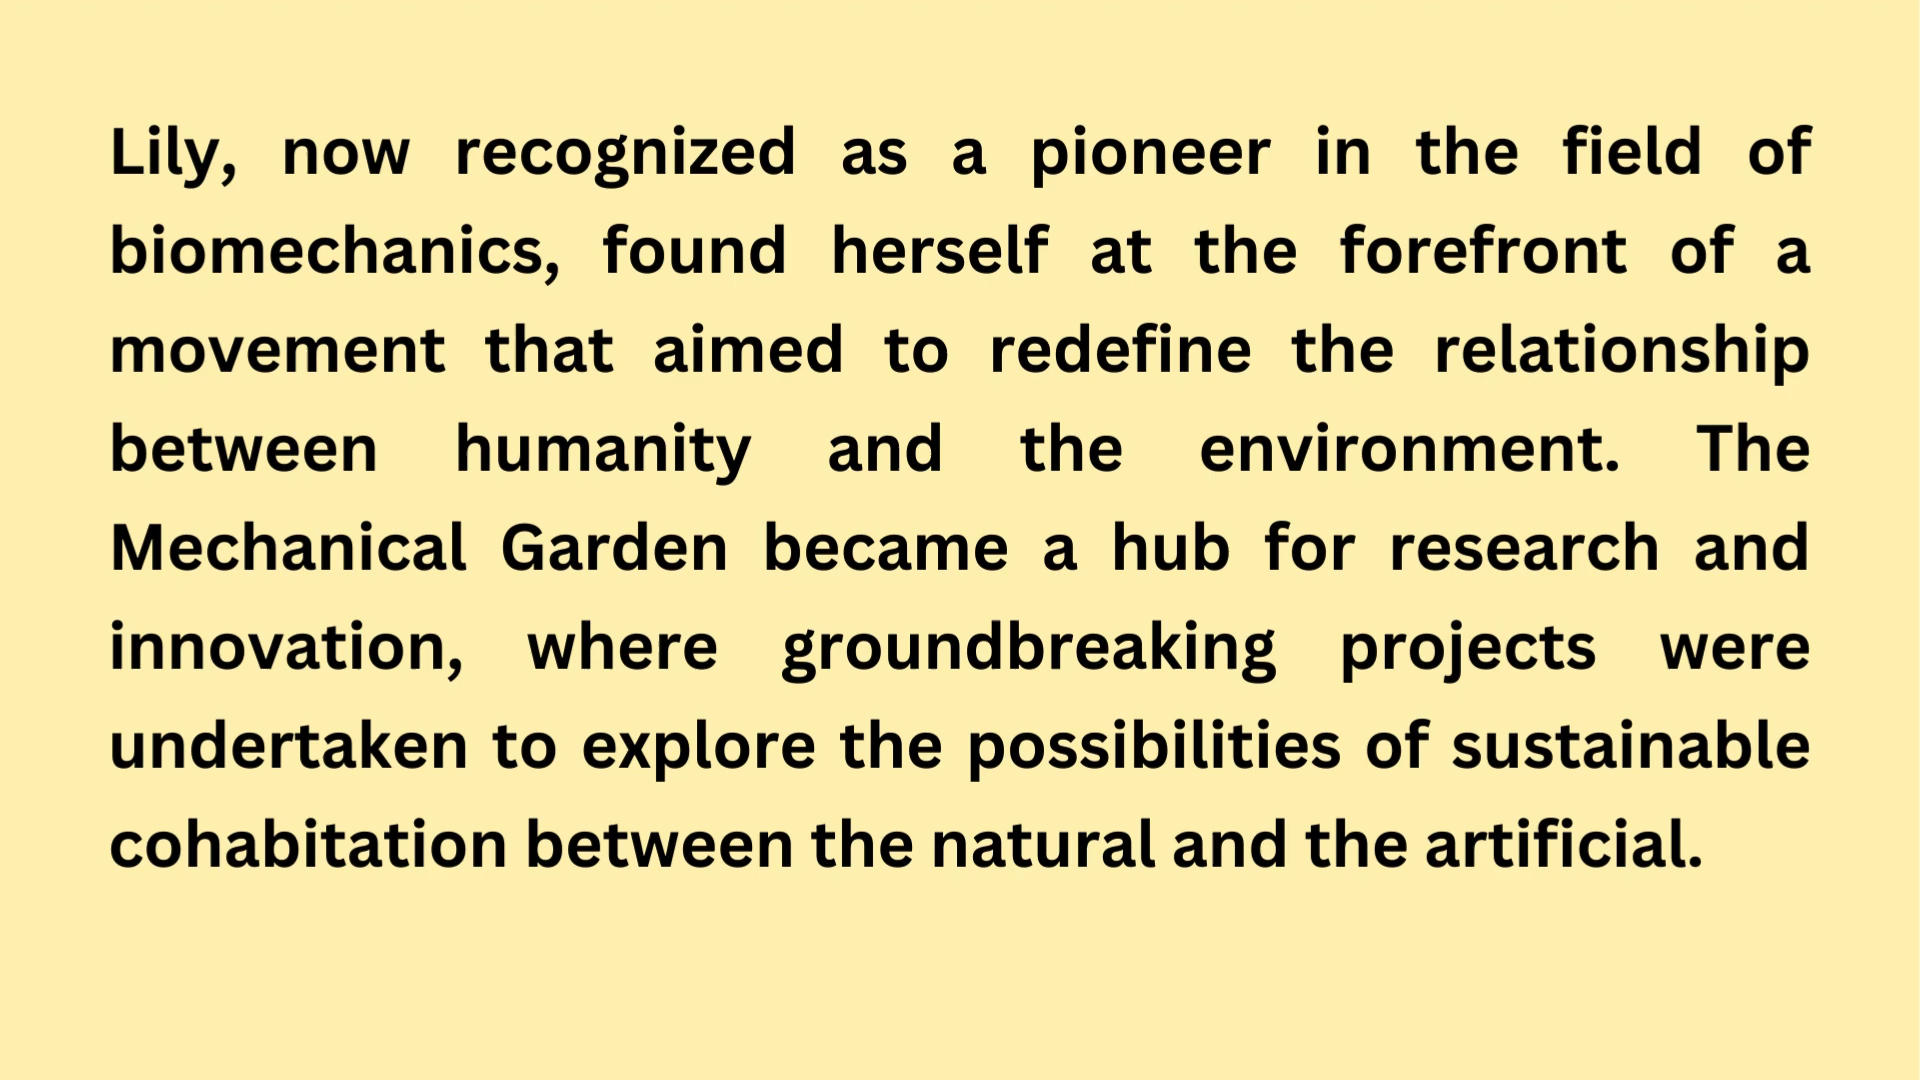 Lily, now recognized as a pioneer in the field of
biomechanics, found herself at the forefront of a
movement that aimed to redefine the relationship
between humanity and the environment. The
Mechanical Garden became a hub for research and
innovation, where groundbreaking projects were
undertaken to explore the possibilities of sustainable
cohabitation between the natural and the artificial.